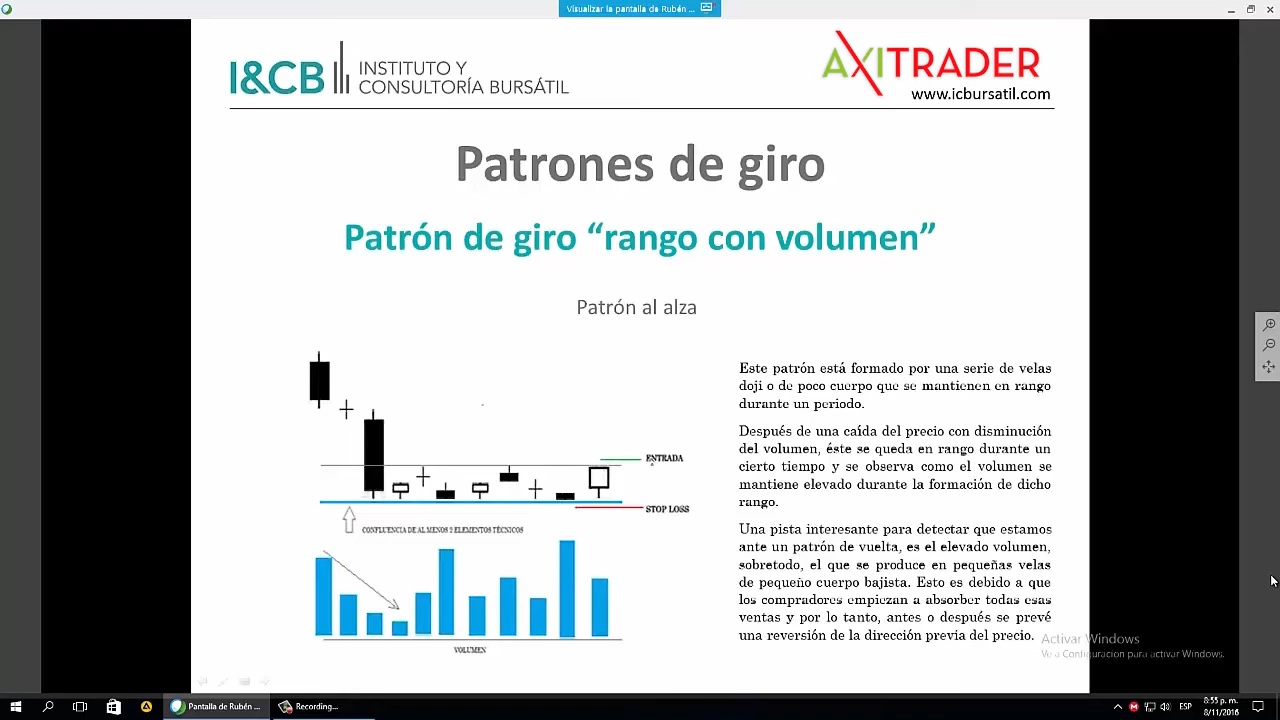 Visualizar la pantalla de Rubén ...
I&CB INSTITUTO Y
CONSULTORÍA BURSÁTIL
AXITRADER
www.icbursatil.com
Patrones de giro
Patrón de giro “rango con volumen”
Patrón al alza
Este patrón está formado por una serie de velas
doji o de poco cuerpo que se mantienen en rango
durante un periodo.
Después de una caída del precio con disminución
del volumen, éste se queda en rango durante un
cierto tiempo y se observa como el volumen se
mantiene elevado durante la formación de dicho
rango.
Una pista interesante para detectar que estamos
ante un patrón de vuelta, es el elevado volumen,
sobretodo, el que se produce en pequeñas velas
de pequeño cuerpo bajista. Esto es debido a que
los compradores empiezan a absorber todas esas
ventas y por lo tanto, antes o después se prevé
una reversión de la dirección previa del precio.
ENTRADA
STOP LOSS
CONFLUENCIA DE AL MENOS 2 ELEMENTOS TÉCNICOS
VOLUMEN
Activar Windows
Ve a Configuración para activar Windows.
Pantalla de Rubén ...
Recording...
ESP
8:55 p. m.
8/11/2016